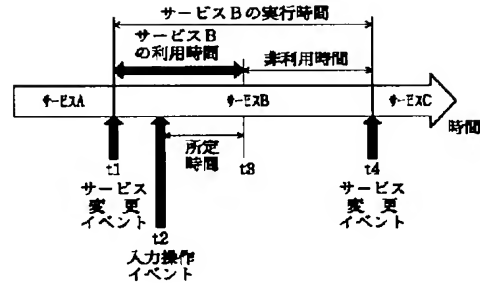 サービスBの実行時間
サービスB
の利用時間
非利用時間
サービスA
サービスB
サービスC
時間
所定
時間
t1
t3
t4
サービス
変更
イベント
サービス
変更
イベント
t2
入力操作
イベント